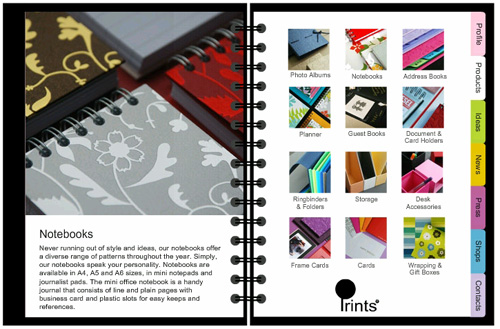 Notebooks
Never running out of style and ideas, our notebooks offer
a diverse range of patterns throughout the year. Simply,
our notebooks speak your personality. Notebooks are
available in A4, A5 and A6 sizes, in mini notepads and
journalist pads. The mini office notebook is a handy
journal that consists of line and plain pages with
business card and plastic slots for easy keeps and
references.
Photo Albums
Notebooks
Address Books
Planner
Guest Books
Document &
Card Holders
Ringbinders
& Folders
Storage
Desk
Accessories
Frame Cards
Cards
Wrapping &
Gift Boxes
Prints
Profile
Products
Ideas
News
Press
Shops
Contacts